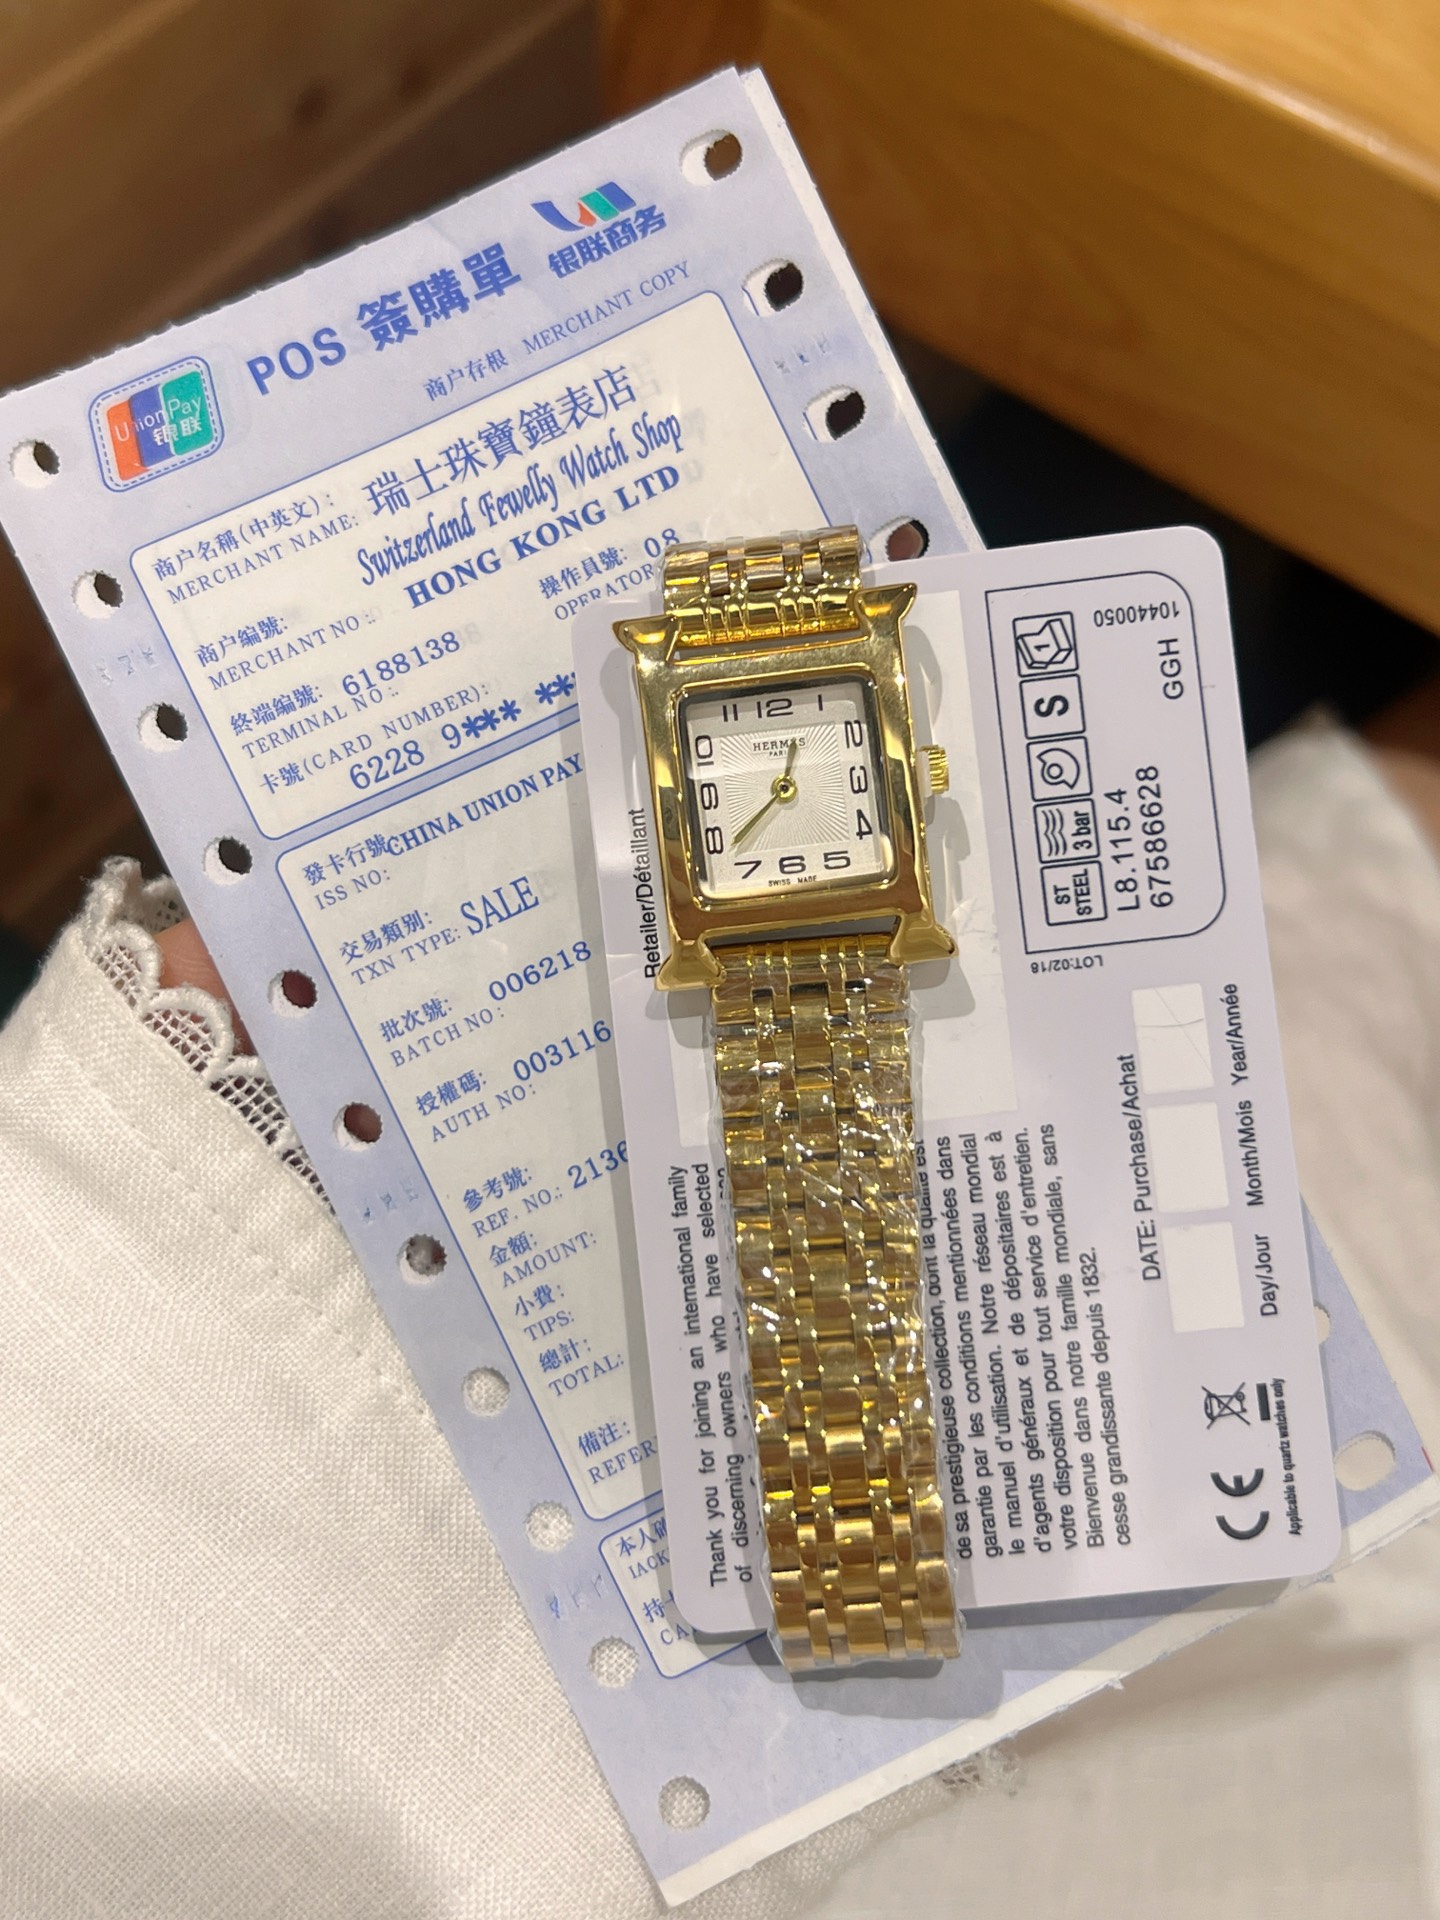 POS 簽購單
银联商务
UnionPay
银联
商户存根 MERCHANT COPY
商户名稱(中英文):
MERCHANT NAME:
瑞士珠寶鐘表店
Switzerland Fewelly Watch Shop
HONG KONG LTD
商户编號:
MERCHANT NO:
操作員號: 08
OPERATOR
終端編號: 6188138
TERMINAL NO.:
卡號(CARD NUMBER):
6228 9*** **
發卡行號:CHINA UNION PAY
ISS NO:
交易類别: SALE
TXN TYPE:
批次號: 006218
BATCH NO:
授權碼: 003116
AUTH NO:
參考號: 2136
REF. NO.:
金額:
AMOUNT:
小費:
TIPS:
總計:
TOTAL:
備注:
REFER
本人確
IACK
持卡
CA
11 12 1
10 2
9 3
8 4
7 6 5
HERMES
PARIS
SWISS MADE
Retailer/Détaillant
10440050
GGH
1
S
3 bar
ST
STEEL
L8.115.4
67586628
LOT:02/18
Thank you for joining an international family
of discerning owners who have selected
de sa prestigieuse collection, dont la qualité est
garantie par les conditions mentionnées dans
le manuel d'utilisation. Notre réseau mondial
d'agents généraux et de dépositaires est à
votre disposition pour tout service d'entretien.
Bienvenue dans notre famille mondiale, sans
cesse grandissante depuis 1832.
DATE: Purchase/Achat
Day/Jour Month/Mois Year/Année
CE
Applicable to quartz watches only